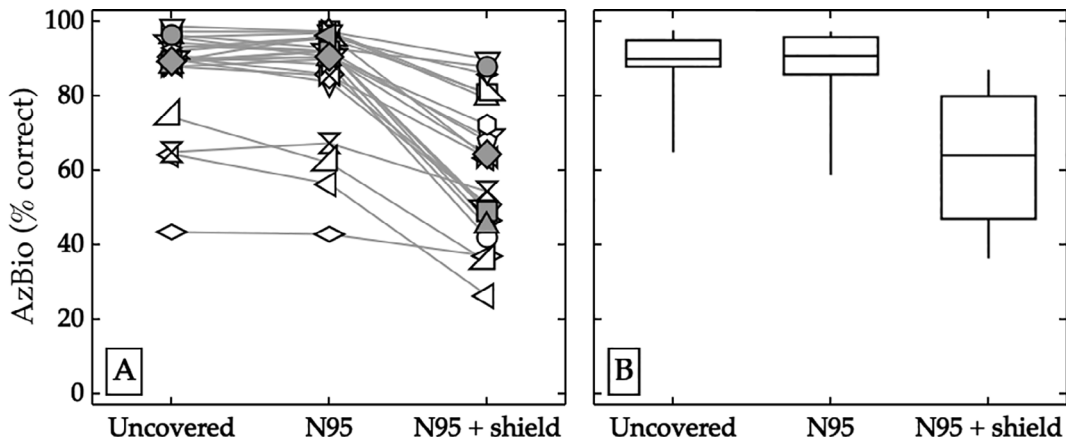 AzBio (% correct)
100
80
60
40
20
0
A
B
Uncovered N95 N95 + shield
Uncovered N95 N95 + shield